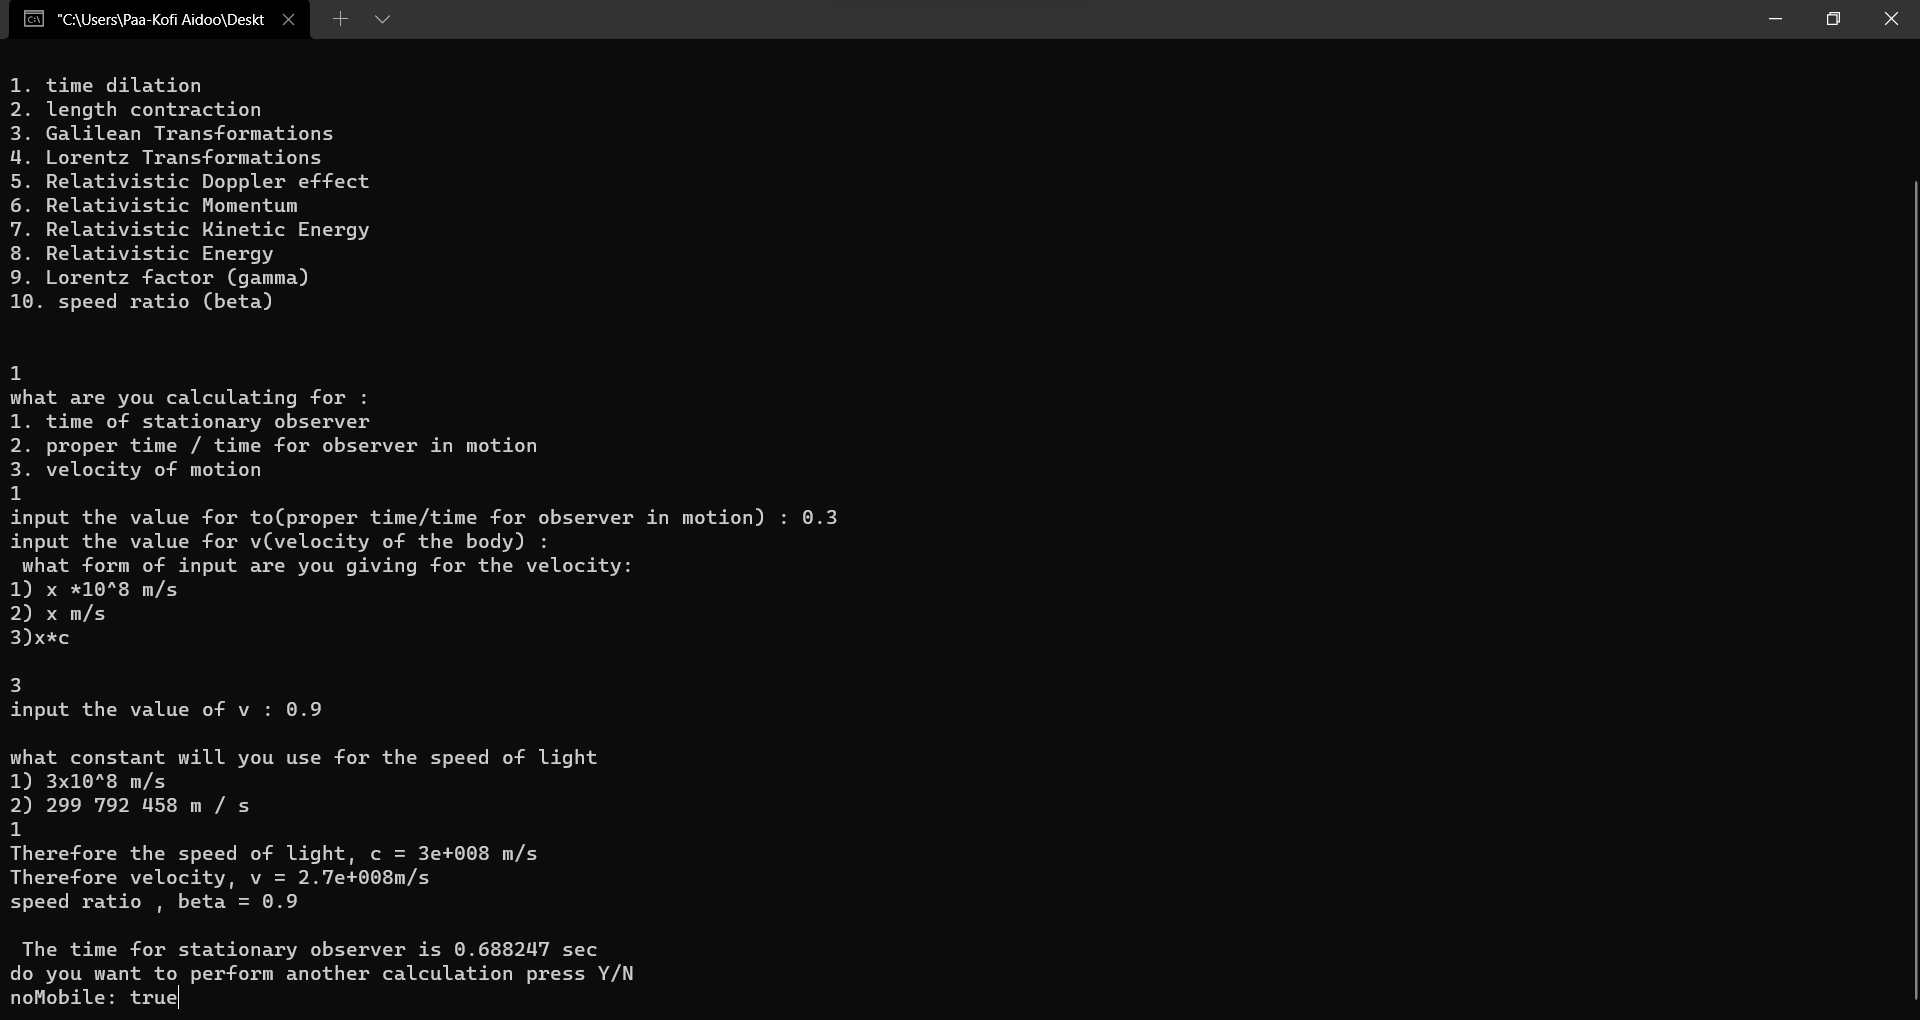 "C:\Users\Paa-Kofi Aidoo\Deskt
1. time dilation
2. length contraction
3. Galilean Transformations
4. Lorentz Transformations
5. Relativistic Doppler effect
6. Relativistic Momentum
7. Relativistic Kinetic Energy
8. Relativistic Energy
9. Lorentz factor (gamma)
10. speed ratio (beta)
1
what are you calculating for :
1. time of stationary observer
2. proper time / time for observer in motion
3. velocity of motion
1
input the value for to(proper time/time for observer in motion) : 0.3
input the value for v(velocity of the body) :
what form of input are you giving for the velocity:
1) x *10^8 m/s
2) x m/s
3)x*c
3
input the value of v : 0.9
what constant will you use for the speed of light
1) 3x10^8 m/s
2) 299 792 458 m / s
1
Therefore the speed of light, c = 3e+008 m/s
Therefore velocity, v = 2.7e+008m/s
speed ratio , beta = 0.9
The time for stationary observer is 0.688247 sec
do you want to perform another calculation press Y/N
noMobile: true